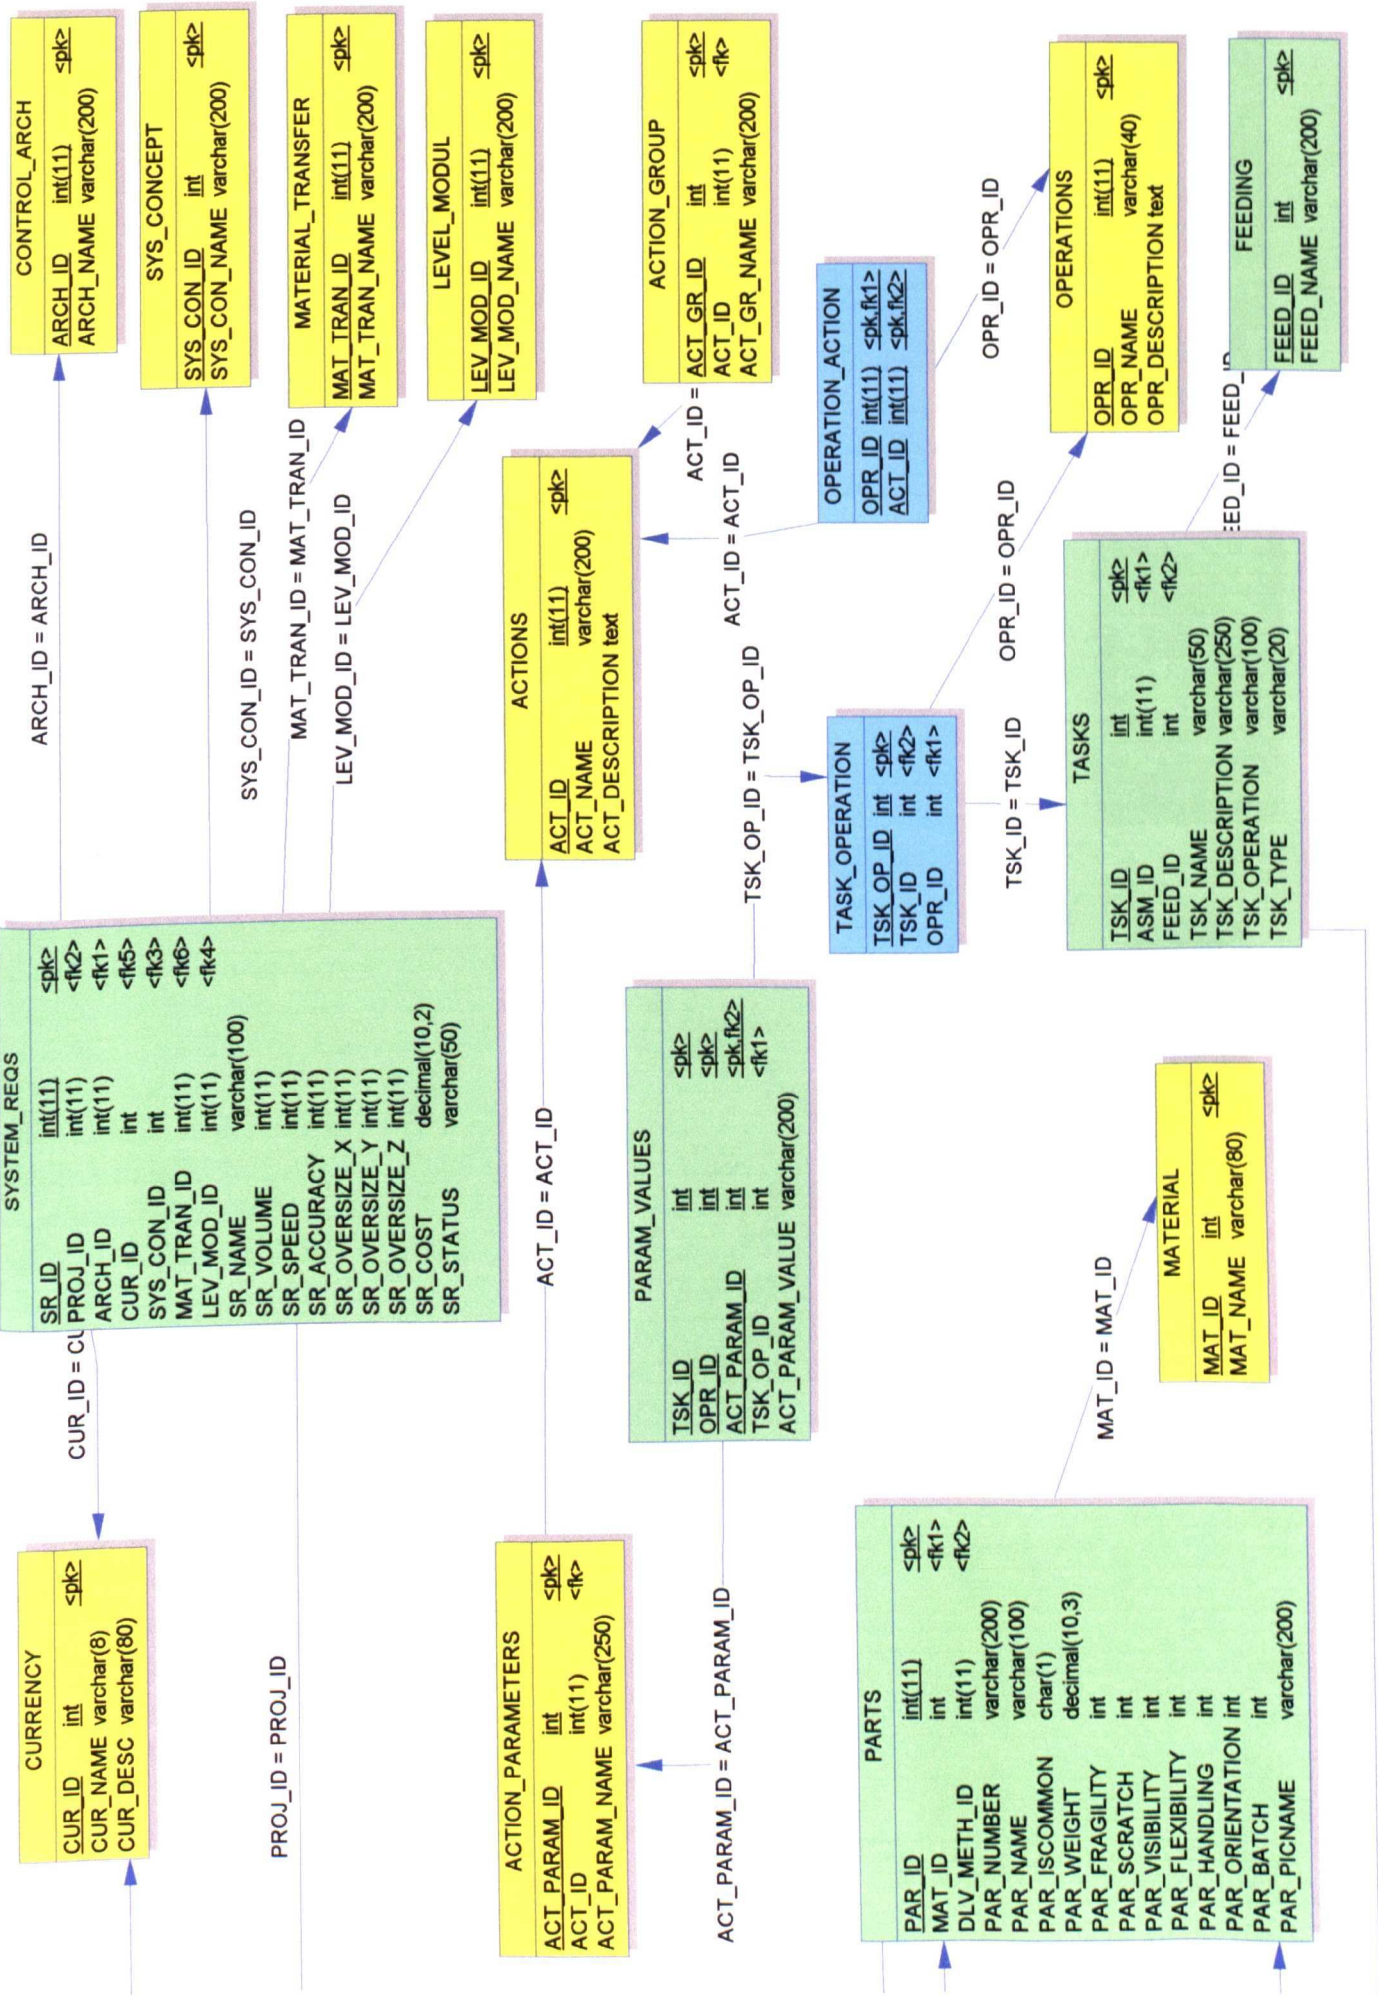 CURRENCY
CUR_ID int <pk>
CUR_NAME varchar(8)
CUR_DESC varchar(80)
CUR_ID = CU
SYSTEM_REQS
SR_ID int(11) <pk>
PROJ_ID int(11) <fk2>
ARCH_ID int(11) <fk1>
CUR_ID int <fk5>
SYS_CON_ID int <fk3>
MAT_TRAN_ID int(11) <fk6>
LEV_MOD_ID int(11) <fk4>
SR_NAME varchar(100)
SR_VOLUME int(11)
SR_SPEED int(11)
SR_ACCURACY int(11)
SR_OVERSIZE_X int(11)
SR_OVERSIZE_Y int(11)
SR_OVERSIZE_Z int(11)
SR_COST decimal(10,2)
SR_STATUS varchar(50)
ARCH_ID = ARCH_ID
CONTROL_ARCH
ARCH_ID int(11) <pk>
ARCH_NAME varchar(200)
SYS_CON_ID = SYS_CON_ID
SYS_CONCEPT
SYS_CON_ID int <pk>
SYS_CON_NAME varchar(200)
PROJ_ID = PROJ_ID
MAT_TRAN_ID = MAT_TRAN_ID
MATERIAL_TRANSFER
MAT_TRAN_ID int(11) <pk>
MAT_TRAN_NAME varchar(200)
LEV_MOD_ID = LEV_MOD_ID
LEVEL_MODUL
LEV_MOD_ID int(11) <pk>
LEV_MOD_NAME varchar(200)
ACTION_PARAMETERS
ACT_PARAM_ID int <pk>
ACT_ID int(11) <fk>
ACT_PARAM_NAME varchar(250)
ACT_ID = ACT_ID
ACTIONS
ACT_ID int(11) <pk>
ACT_NAME varchar(200)
ACT_DESCRIPTION text
ACTION_GROUP
ACT_GR_ID int <pk>
ACT_ID int(11) <fk>
ACT_GR_NAME varchar(200)
ACT_ID =
ACT_PARAM_ID = ACT_PARAM_ID
PARAM_VALUES
TSK_ID int <pk>
OPR_ID int <pk>
ACT_PARAM_ID int <pk,fk2>
TSK_OP_ID int <fk1>
ACT_PARAM_VALUE varchar(200)
TSK_OP_ID = TSK_OP_ID
ACT_ID = ACT_ID
OPERATION_ACTION
OPR_ID int(11) <pk,fk1>
ACT_ID int(11) <pk,fk2>
TASK_OPERATION
TSK_OP_ID int <pk>
TSK_ID int <fk2>
OPR_ID int <fk1>
OPR_ID = OPR_ID
TSK_ID = TSK_ID
OPR_ID = OPR_ID
OPERATIONS
OPR_ID int(11) <pk>
OPR_NAME varchar(40)
OPR_DESCRIPTION text
PARTS
PAR_ID int(11) <pk>
MAT_ID int <fk1>
DLV_METH_ID int(11) <fk2>
PAR_NUMBER varchar(200)
PAR_NAME varchar(100)
PAR_ISCOMMON char(1)
PAR_WEIGHT decimal(10,3)
PAR_FRAGILITY int
PAR_SCRATCH int
PAR_VISIBILITY int
PAR_FLEXIBILITY int
PAR_HANDLING int
PAR_ORIENTATION int
PAR_BATCH int
PAR_PICNAME varchar(200)
MAT_ID = MAT_ID
MATERIAL
MAT_ID int <pk>
MAT_NAME varchar(80)
TASKS
TSK_ID int <pk>
ASM_ID int(11) <fk1>
FEED_ID int <fk2>
TSK_NAME varchar(50)
TSK_DESCRIPTION varchar(250)
TSK_OPERATION varchar(100)
TSK_TYPE varchar(20)
EED_ID = FEED_ID
FEEDING
FEED_ID int <pk>
FEED_NAME varchar(200)